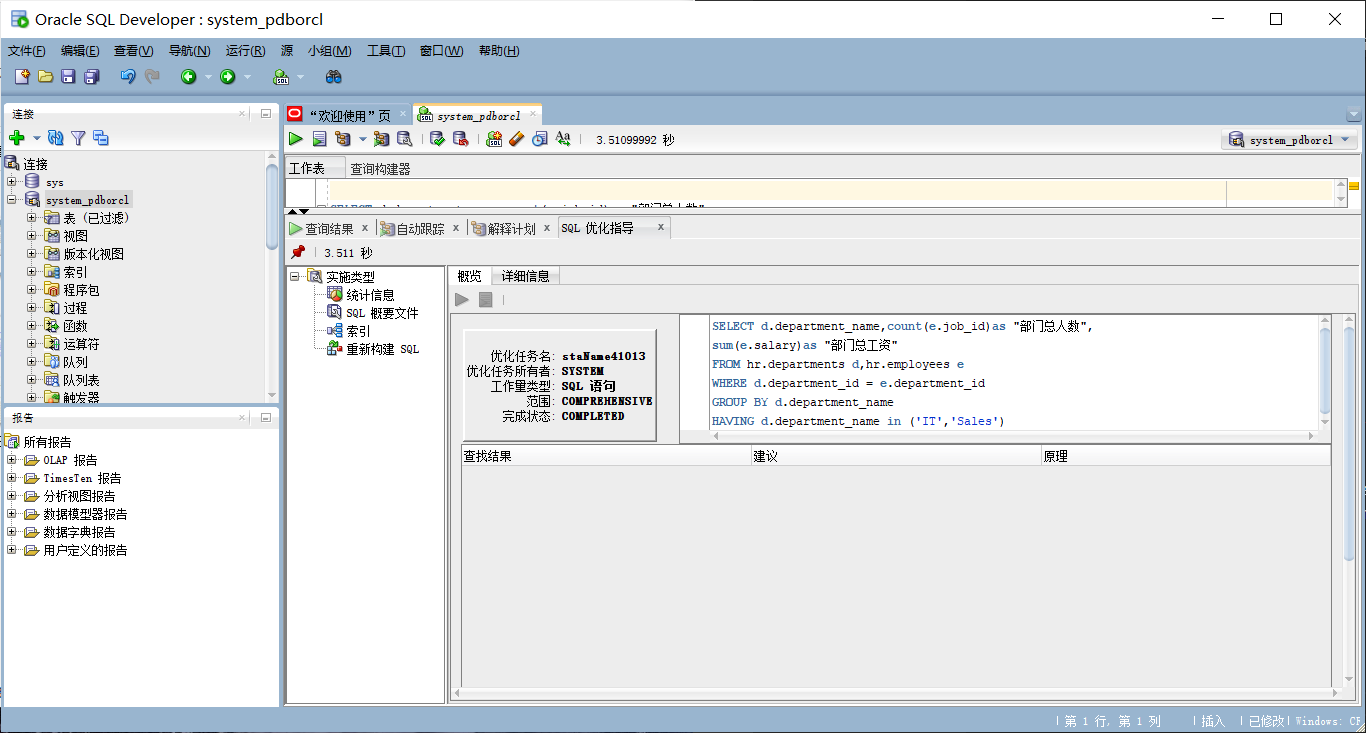 Oracle SQL Developer : system_pdborcl
文件(F) 编辑(E) 查看(V) 导航(N) 运行(R) 源 小组(M) 工具(T) 窗口(W) 帮助(H)
连接
连接
sys
system_pdborcl
表 (已过滤)
视图
版本化视图
索引
程序包
过程
函数
运算符
队列
队列表
触发器
报告
所有报告
OLAP 报告
TimesTen 报告
分析视图报告
数据模型器报告
数据字典报告
用户定义的报告
“欢迎使用”页 system_pdborcl
3.51099992 秒
system_pdborcl
工作表 查询构建器
查询结果 自动跟踪 解释计划 SQL 优化指导
3.511 秒
实施类型
统计信息
SQL 概要文件
索引
重新构建 SQL
概览 详细信息
优化任务名: staName41013
优化任务所有者: SYSTEM
工作量类型: SQL 语句
范围: COMPREHENSIVE
完成状态: COMPLETED
SELECT d.department_name,count(e.job_id)as "部门总人数",
sum(e.salary)as "部门总工资"
FROM hr.departments d,hr.employees e
WHERE d.department_id = e.department_id
GROUP BY d.department_name
HAVING d.department_name in ('IT','Sales')
查找结果 建议 原理
第 1 行, 第 1 列 插入 已修改 Windows: CR